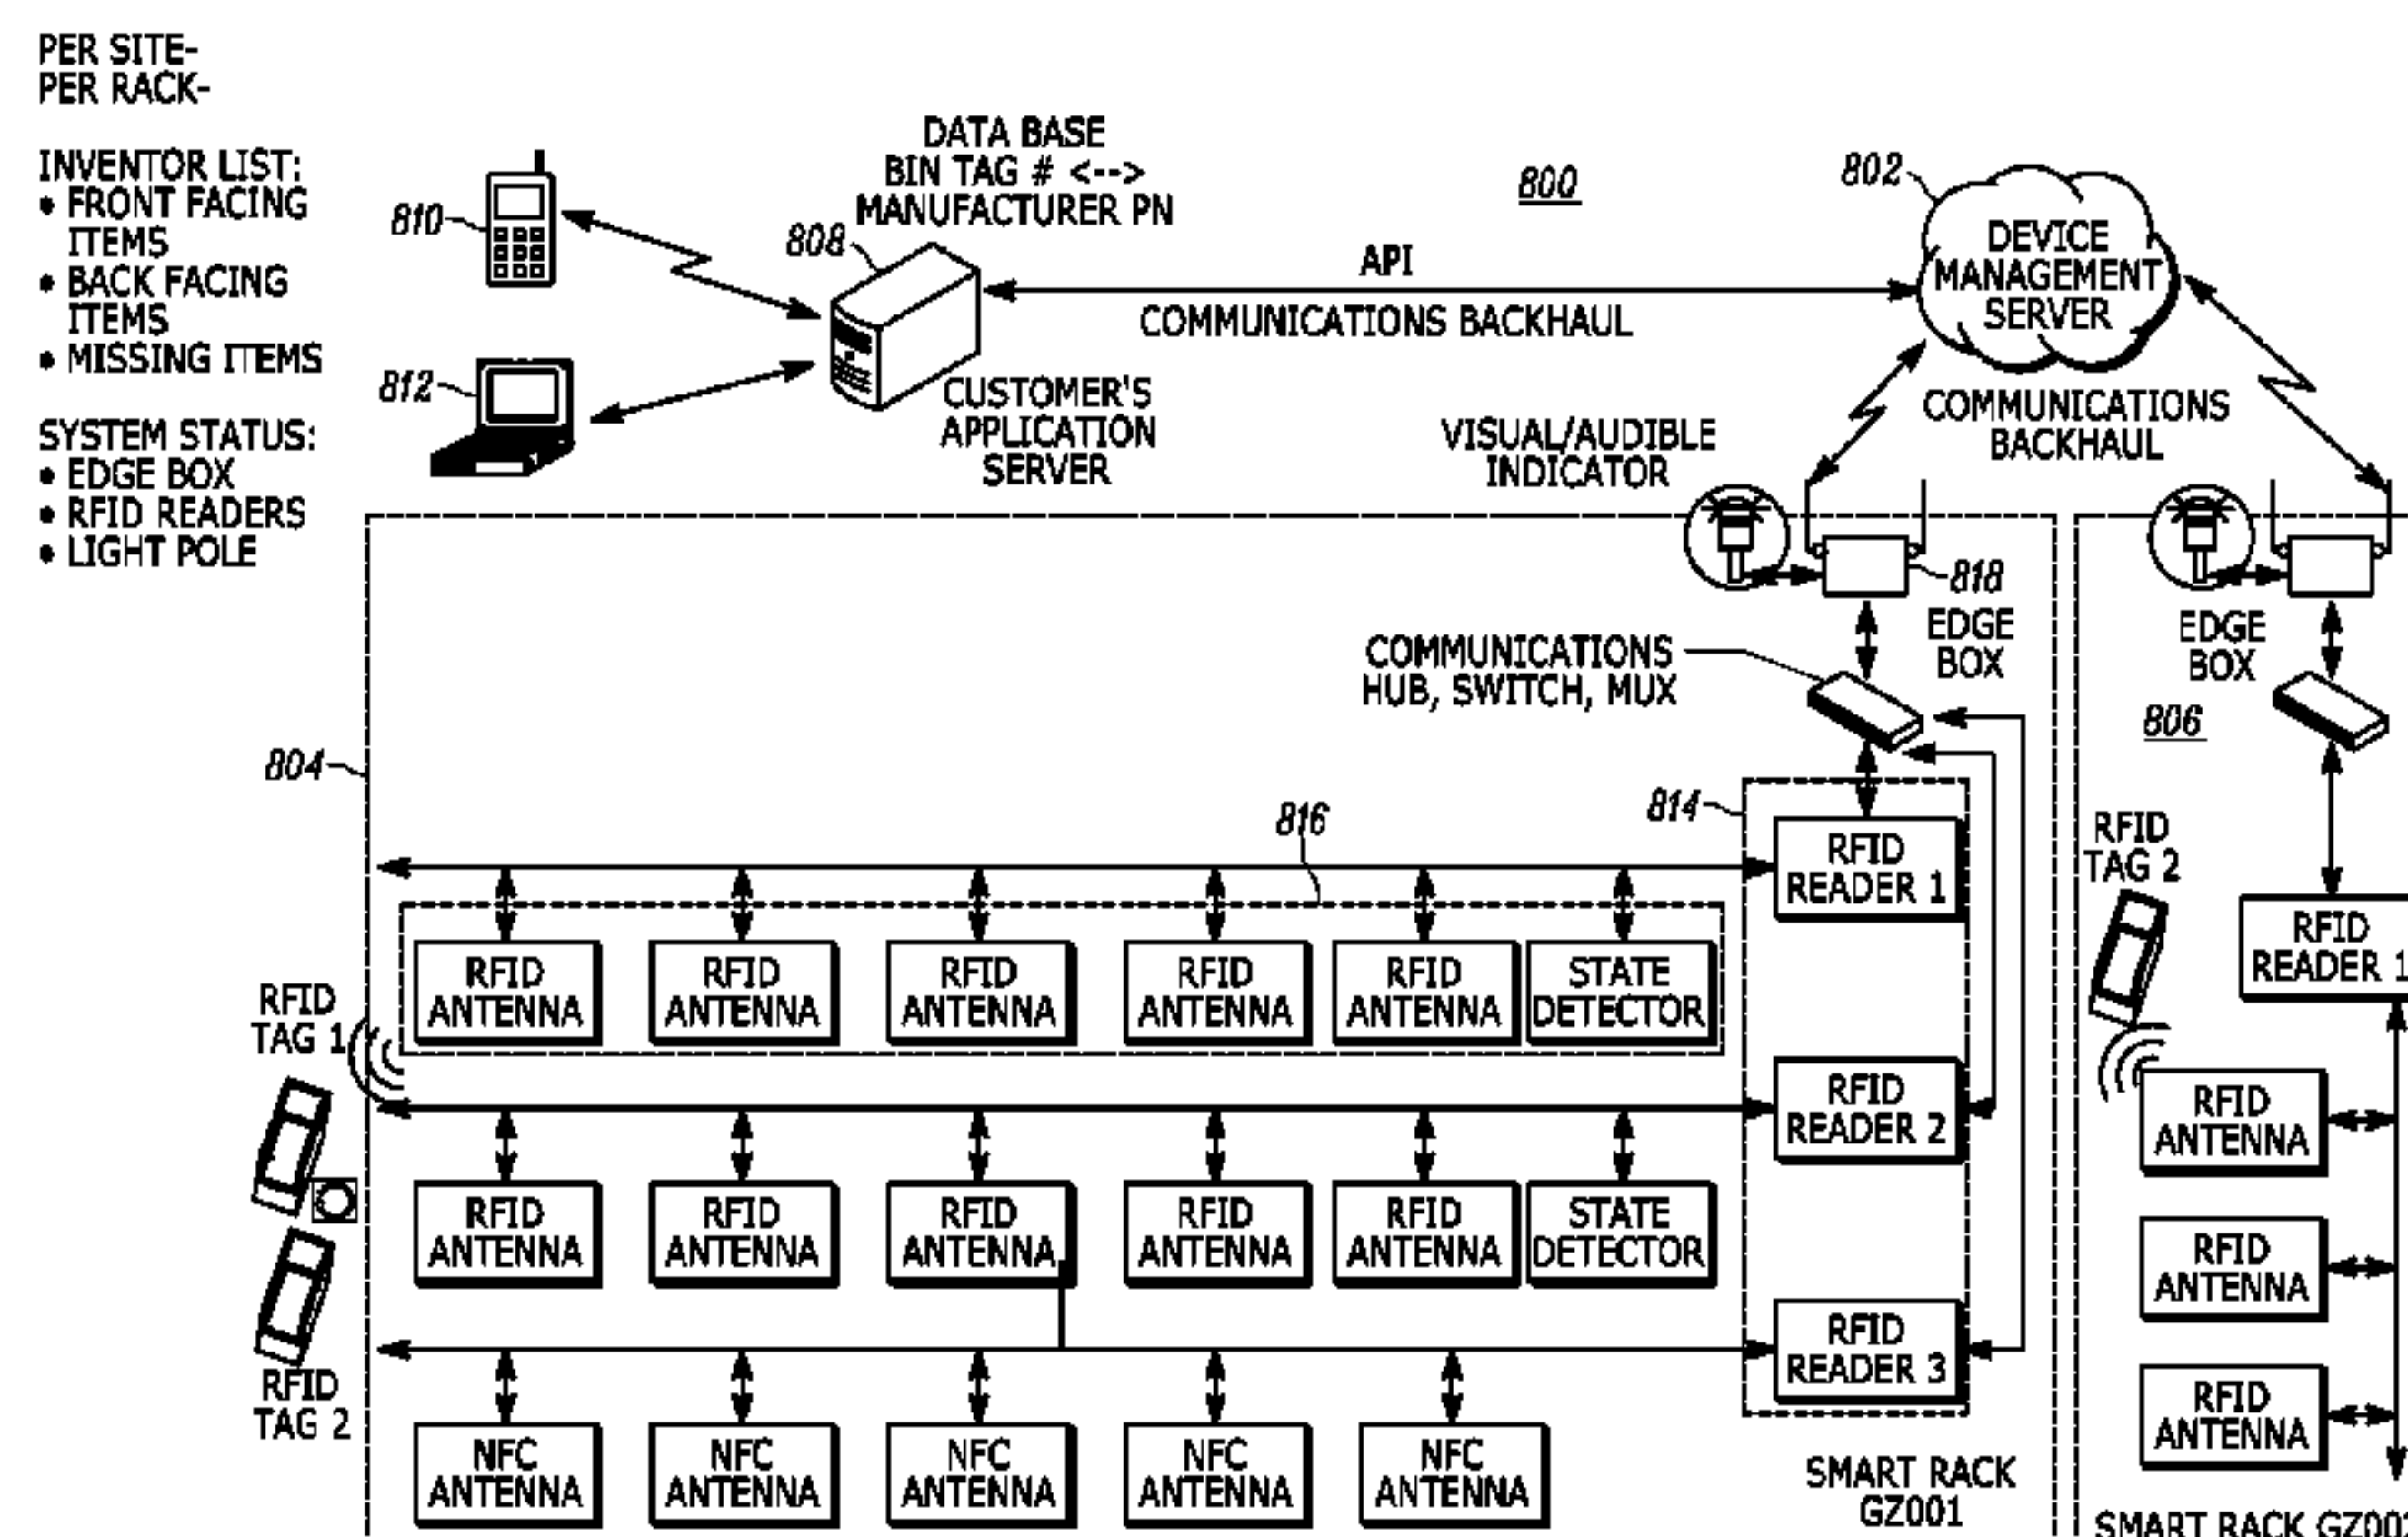 PER SITE-
PER RACK-
INVENTOR LIST:
• FRONT FACING
ITEMS
• BACK FACING
ITEMS
• MISSING ITEMS
SYSTEM STATUS:
• EDGE BOX
• RFID READERS
• LIGHT POLE
810
812
DATA BASE
BIN TAG # <-->
MANUFACTURER PN
808
CUSTOMER'S
APPLICATION
SERVER
800
API
COMMUNICATIONS BACKHAUL
802
DEVICE
MANAGEMENT
SERVER
COMMUNICATIONS
BACKHAUL
VISUAL/AUDIBLE
INDICATOR
818
EDGE
BOX
COMMUNICATIONS
HUB, SWITCH, MUX
804
816
814
RFID
READER 1
RFID
ANTENNA
RFID
ANTENNA
RFID
ANTENNA
RFID
ANTENNA
RFID
ANTENNA
STATE
DETECTOR
RFID
TAG 1
RFID
READER 2
RFID
ANTENNA
RFID
ANTENNA
RFID
ANTENNA
RFID
ANTENNA
RFID
ANTENNA
STATE
DETECTOR
RFID
TAG 2
RFID
READER 3
NFC
ANTENNA
NFC
ANTENNA
NFC
ANTENNA
NFC
ANTENNA
NFC
ANTENNA
SMART RACK
GZ001
EDGE
BOX
806
RFID
TAG 2
RFID
READER 1
RFID
ANTENNA
RFID
ANTENNA
RFID
ANTENNA
SMART RACK